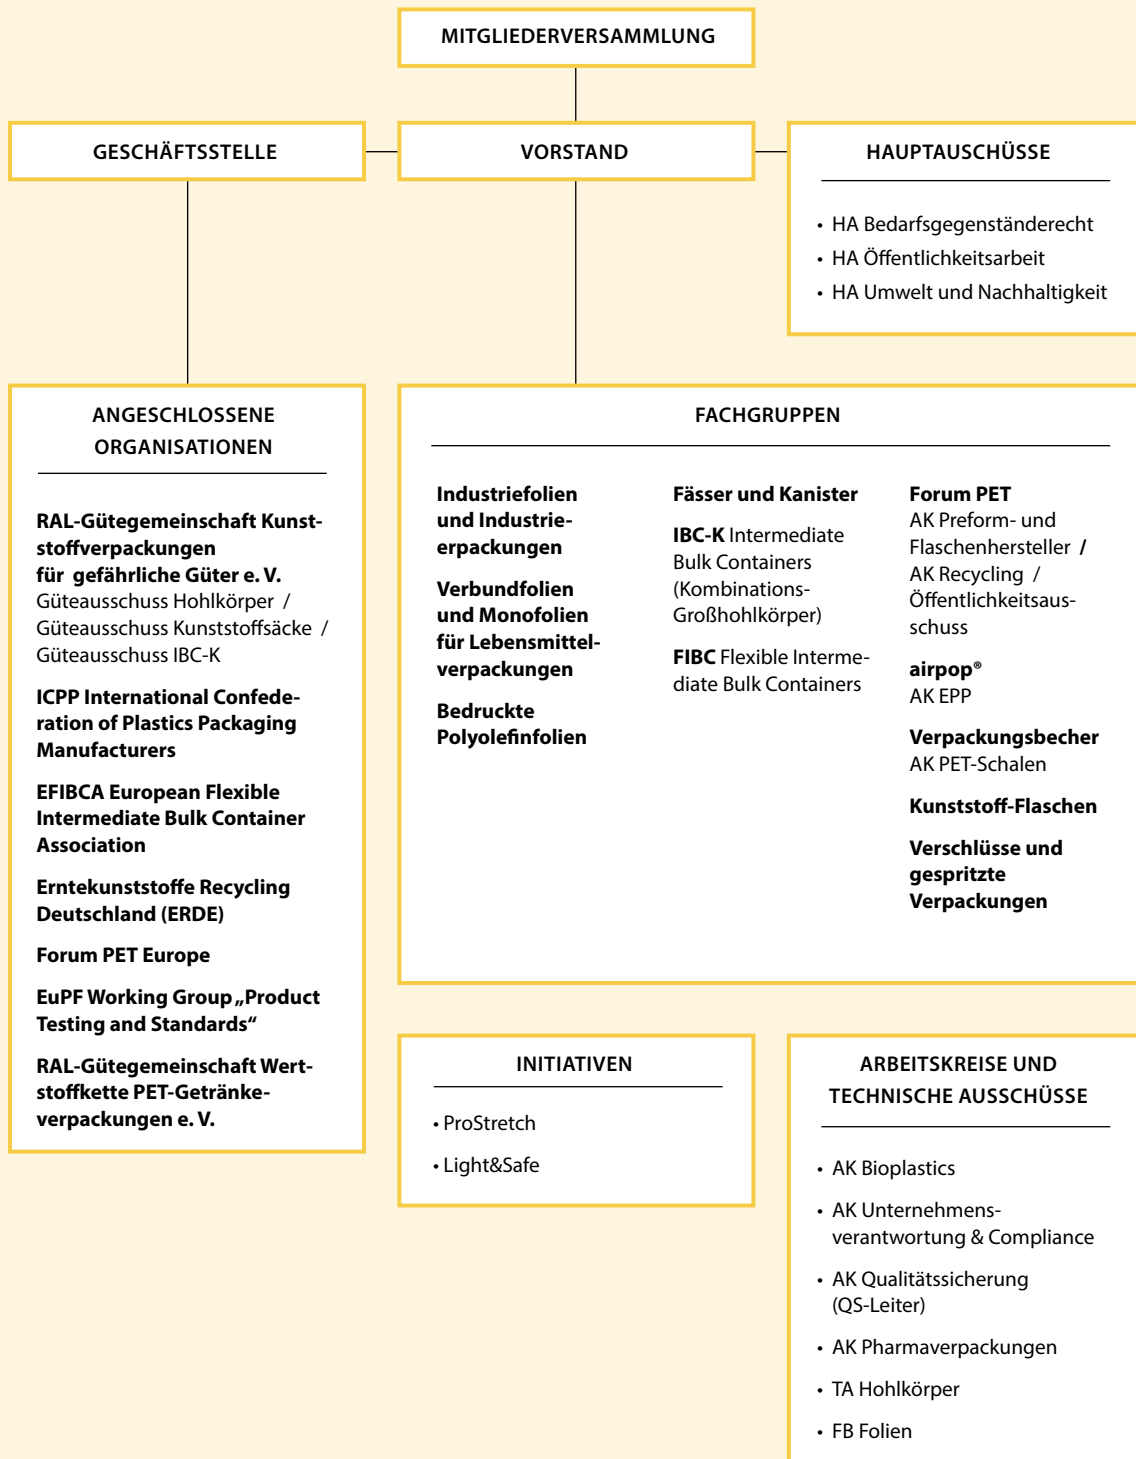 MITGLIEDERVERSAMMLUNG
GESCHÄFTSSTELLE
VORSTAND
HAUPTAUSCHÜSSE
• HA Bedarfsgegenständerecht
• HA Öffentlichkeitsarbeit
• HA Umwelt und Nachhaltigkeit
ANGESCHLOSSENE
ORGANISATIONEN
RAL-Gütegemeinschaft Kunst-
stoffverpackungen
für gefährliche Güter e. V.
Güteausschuss Hohlkörper /
Güteausschuss Kunststoffsäcke /
Güteausschuss IBC-K
ICPP International Confede-
ration of Plastics Packaging
Manufacturers
EFIBCA European Flexible
Intermediate Bulk Container
Association
Erntekunststoffe Recycling
Deutschland (ERDE)
Forum PET Europe
EuPF Working Group „Product
Testing and Standards“
RAL-Gütegemeinschaft Wert-
stoffkette PET-Getränke-
verpackungen e. V.
FACHGRUPPEN
Industriefolien
und Industrie-
erpackungen
Verbundfolien
und Monofolien
für Lebensmittel-
verpackungen
Bedruckte
Polyolefinfolien
Fässer und Kanister
IBC-K Intermediate
Bulk Containers
(Kombinations-
Großhohlkörper)
FIBC Flexible Interme-
diate Bulk Containers
Forum PET
AK Preform- und
Flaschenhersteller /
AK Recycling /
Öffentlichkeitsaus-
schuss
airpop®
AK EPP
Verpackungsbecher
AK PET-Schalen
Kunststoff-Flaschen
Verschlüsse und
gespritzte
Verpackungen
INITIATIVEN
• ProStretch
• Light&Safe
ARBEITSKREISE UND
TECHNISCHE AUSSCHÜSSE
• AK Bioplastics
• AK Unternehmens-
verantwortung & Compliance
• AK Qualitätssicherung
(QS-Leiter)
• AK Pharmaverpackungen
• TA Hohlkörper
• FB Folien